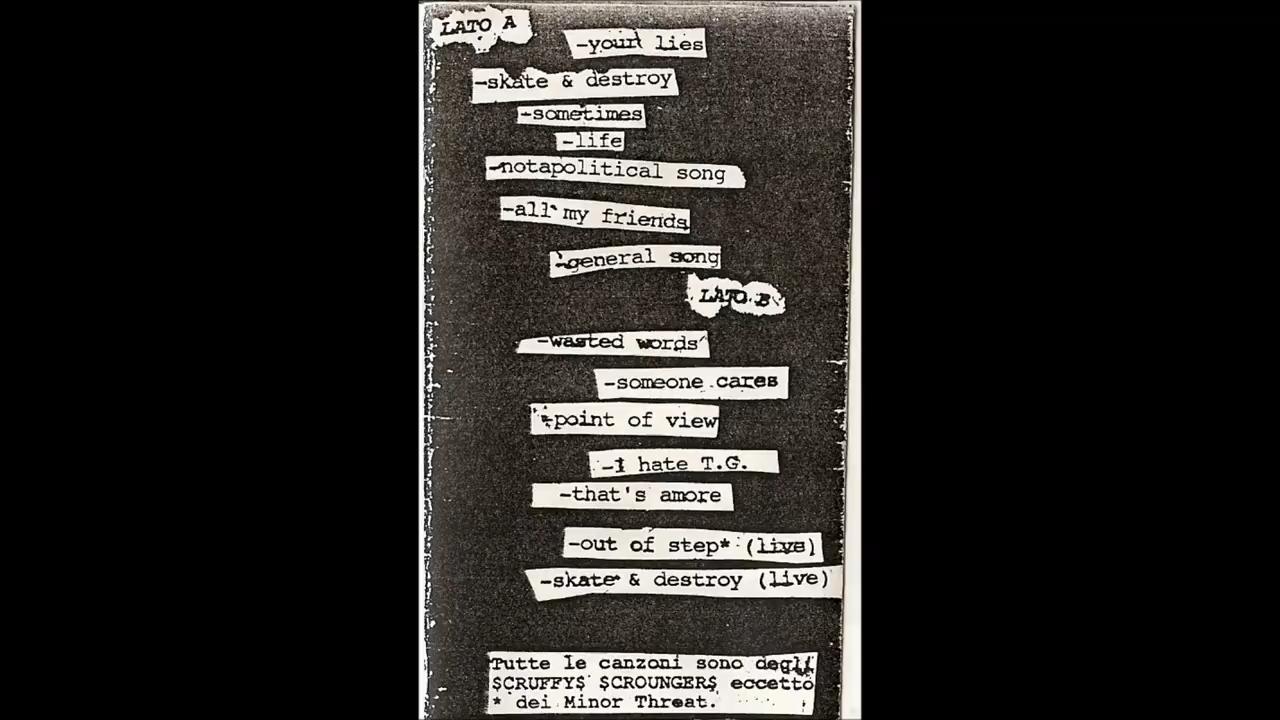 LATO A
-your lies
-skate & destroy
-sometimes
-life
-notapolitical song
-all my friends
-general song
LATO B
-wasted words
-someone cares
-point of view
-I hate T.G.
-that's amore
-out of step* (live)
-skate & destroy (live)
Tutte le canzoni sono degli
$CRUFFY$ $CROUNGER$ eccetto
* dei Minor Threat.